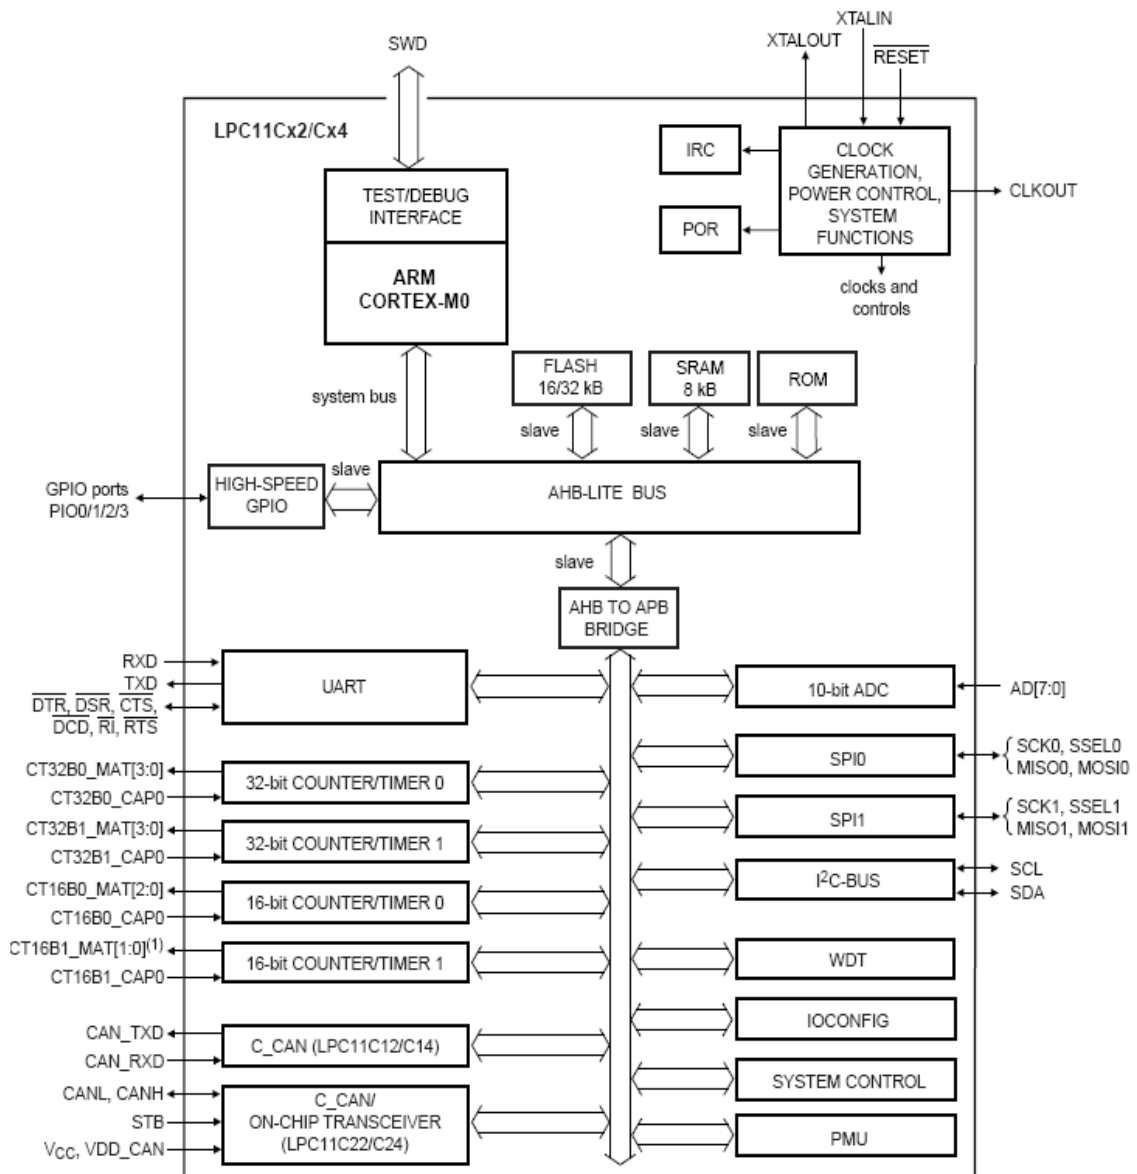 XTALIN
XTALOUT
SWD
RESET
LPC11Cx2/Cx4
IRC
CLOCK
GENERATION,
POWER CONTROL,
SYSTEM
FUNCTIONS
CLKOUT
TEST/DEBUG
INTERFACE
POR
ARM
CORTEX-M0
clocks and
controls
FLASH
16/32 kB
SRAM
8 kB
ROM
system bus
slave
slave
slave
slave
GPIO ports
PIO0/1/2/3
HIGH-SPEED
GPIO
AHB-LITE BUS
slave
AHB TO APB
BRIDGE
RXD
TXD
DTR, DSR, CTS,
DCD, RI, RTS
UART
10-bit ADC
AD[7:0]
SPI0
SCK0, SSEL0
MISO0, MOSI0
CT32B0_MAT[3:0]
CT32B0_CAP0
32-bit COUNTER/TIMER 0
SPI1
SCK1, SSEL1
MISO1, MOSI1
CT32B1_MAT[3:0]
CT32B1_CAP0
32-bit COUNTER/TIMER 1
I²C-BUS
SCL
SDA
CT16B0_MAT[2:0]
CT16B0_CAP0
16-bit COUNTER/TIMER 0
CT16B1_MAT[1:0](1)
CT16B1_CAP0
16-bit COUNTER/TIMER 1
WDT
IOCONFIG
CAN_TXD
CAN_RXD
C_CAN (LPC11C12/C14)
SYSTEM CONTROL
CANL, CANH
STB
VCC, VDD_CAN
C_CAN/
ON-CHIP TRANSCEIVER
(LPC11C22/C24)
PMU